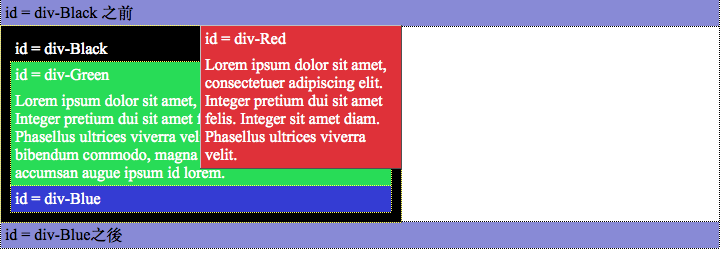 id = div-Black 之前
id = div-Black
id = div-Green
Lorem ipsum dolor sit amet,
Integer pretium dui sit amet
Phasellus ultrices viverra vel
bibendum commodo, magna
accumsan augue ipsum id lorem.
id = div-Blue
id = div-Red
Lorem ipsum dolor sit amet,
consectetuer adipiscing elit.
Integer pretium dui sit amet
felis. Integer sit amet diam.
Phasellus ultrices viverra
velit.
id = div-Blue之後